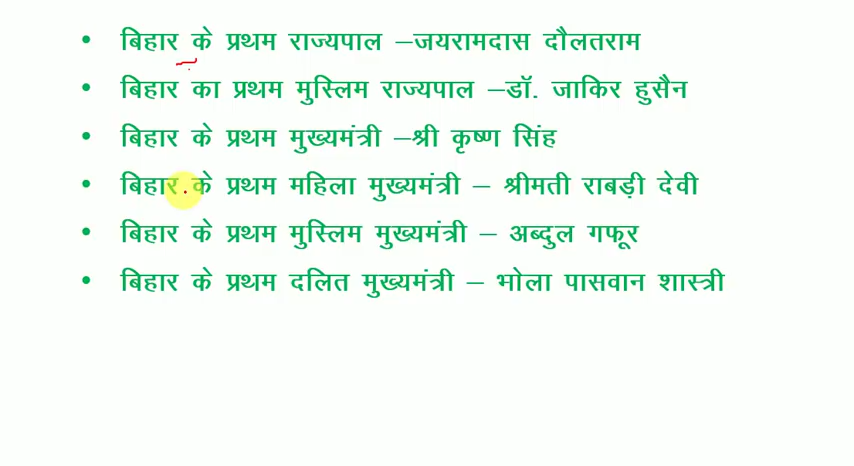 • बिहार के प्रथम राज्यपाल –जयरामदास दौलतराम
• बिहार का प्रथम मुस्लिम राज्यपाल –डॉ. जाकिर हुसैन
• बिहार के प्रथम मुख्यमंत्री –श्री कृष्ण सिंह
• बिहार के प्रथम महिला मुख्यमंत्री – श्रीमती राबड़ी देवी
• बिहार के प्रथम मुस्लिम मुख्यमंत्री – अब्दुल गफूर
• बिहार के प्रथम दलित मुख्यमंत्री – भोला पासवान शास्त्री